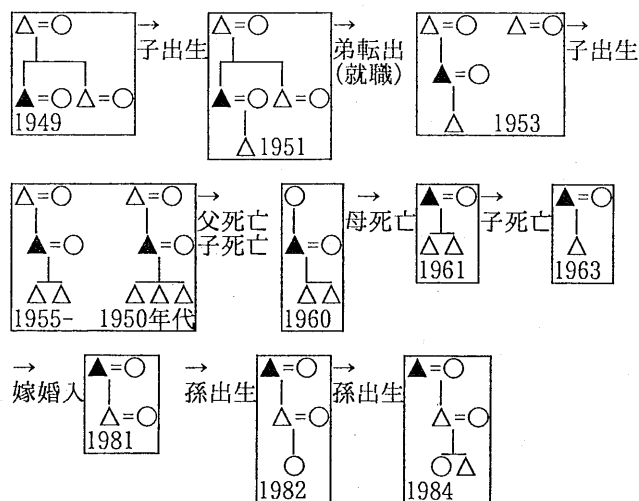 →
子出生
1949
→
弟転出
(就職)
1951
→
子出生
1953
→
父死亡
子死亡
1955-
1950年代
→
母死亡
1960
→
子死亡
1961
1963
→
嫁婚入
1981
→
孫出生
1982
→
孫出生
1984